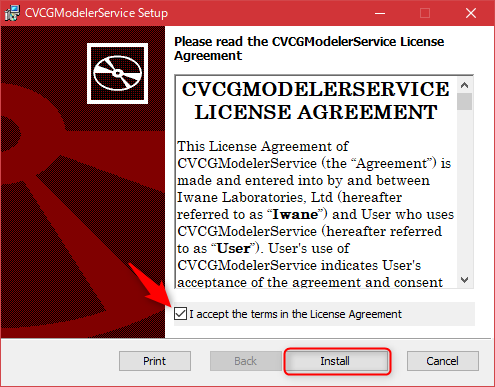 CVCGModelerService Setup
Please read the CVCGModelerService License
Agreement
CVCGMODELERSERVICE
LICENSE AGREEMENT
This License Agreement of
CVCGModelerService (the “Agreement”) is
made and entered into by and between
Iwane Laboratories, Ltd (hereafter
referred to as “Iwane”) and User who uses
CVCGModelerService (hereafter referred
to as “User”). User's use of
CVCGModelerService indicates User's
acceptance of the agreement and consent
I accept the terms in the License Agreement
Print
Back
Install
Cancel